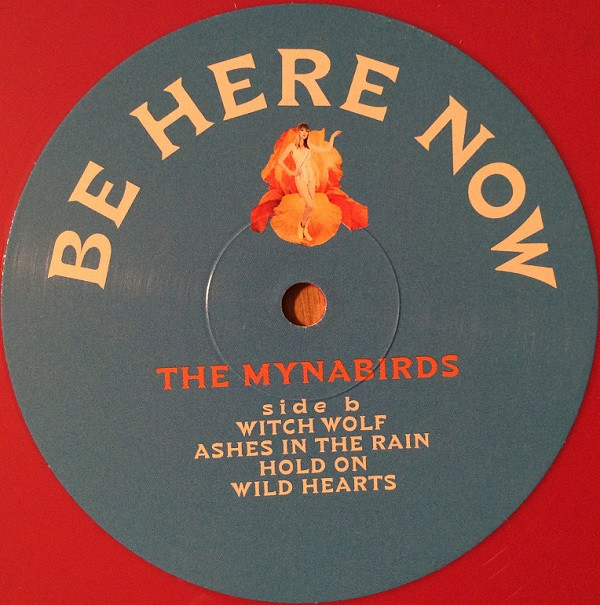 BE HERE NOW
THE MYNABIRDS
side b
WITCH WOLF
ASHES IN THE RAIN
HOLD ON
WILD HEARTS